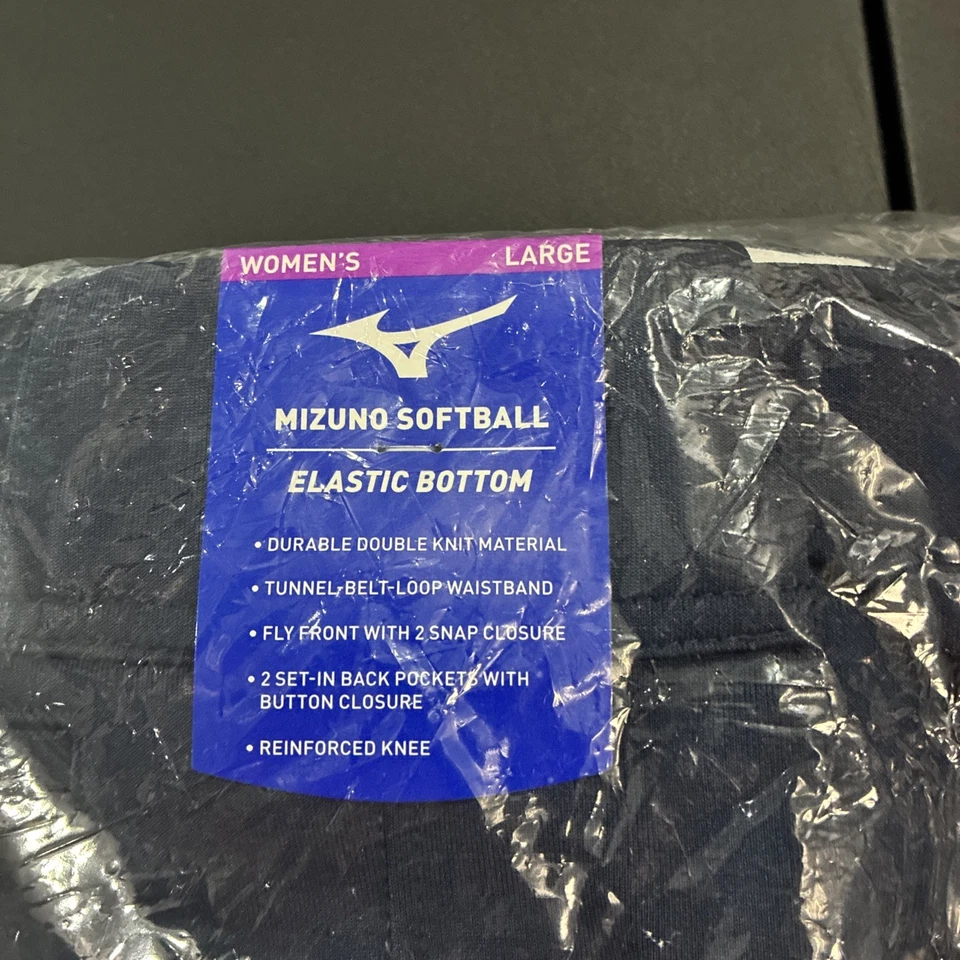 WOMEN'S LARGE
MIZUNO SOFTBALL
ELASTIC BOTTOM
• DURABLE DOUBLE KNIT MATERIAL
• TUNNEL-BELT-LOOP WAISTBAND
• FLY FRONT WITH 2 SNAP CLOSURE
• 2 SET-IN BACK POCKETS WITH
BUTTON CLOSURE
• REINFORCED KNEE